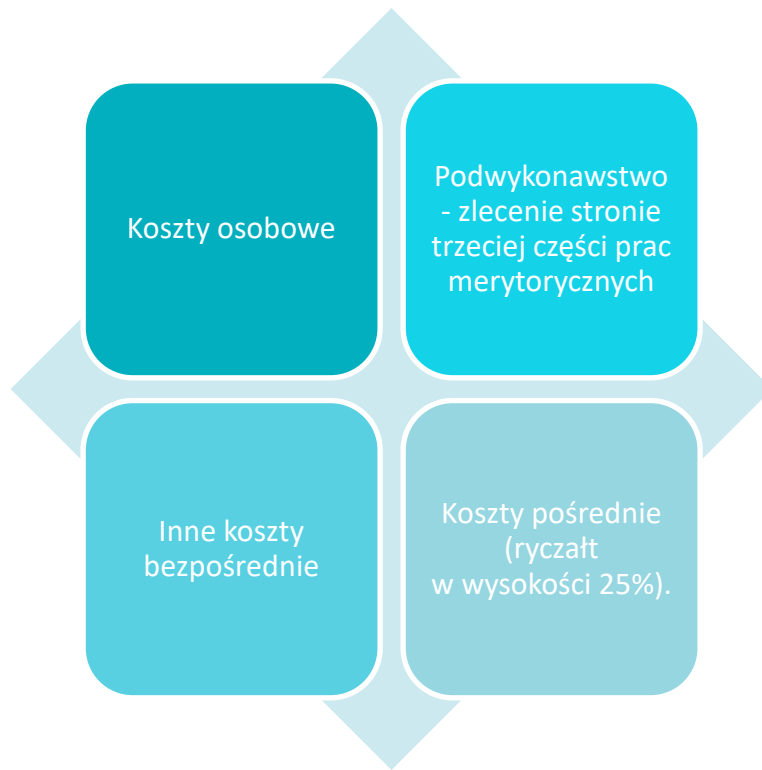 Koszty osobowe
Podwykonawstwo
- zlecenie stronie
trzeciej części prac
merytorycznych
Inne koszty
bezpośrednie
Koszty pośrednie
(ryczałt
w wysokości 25%).